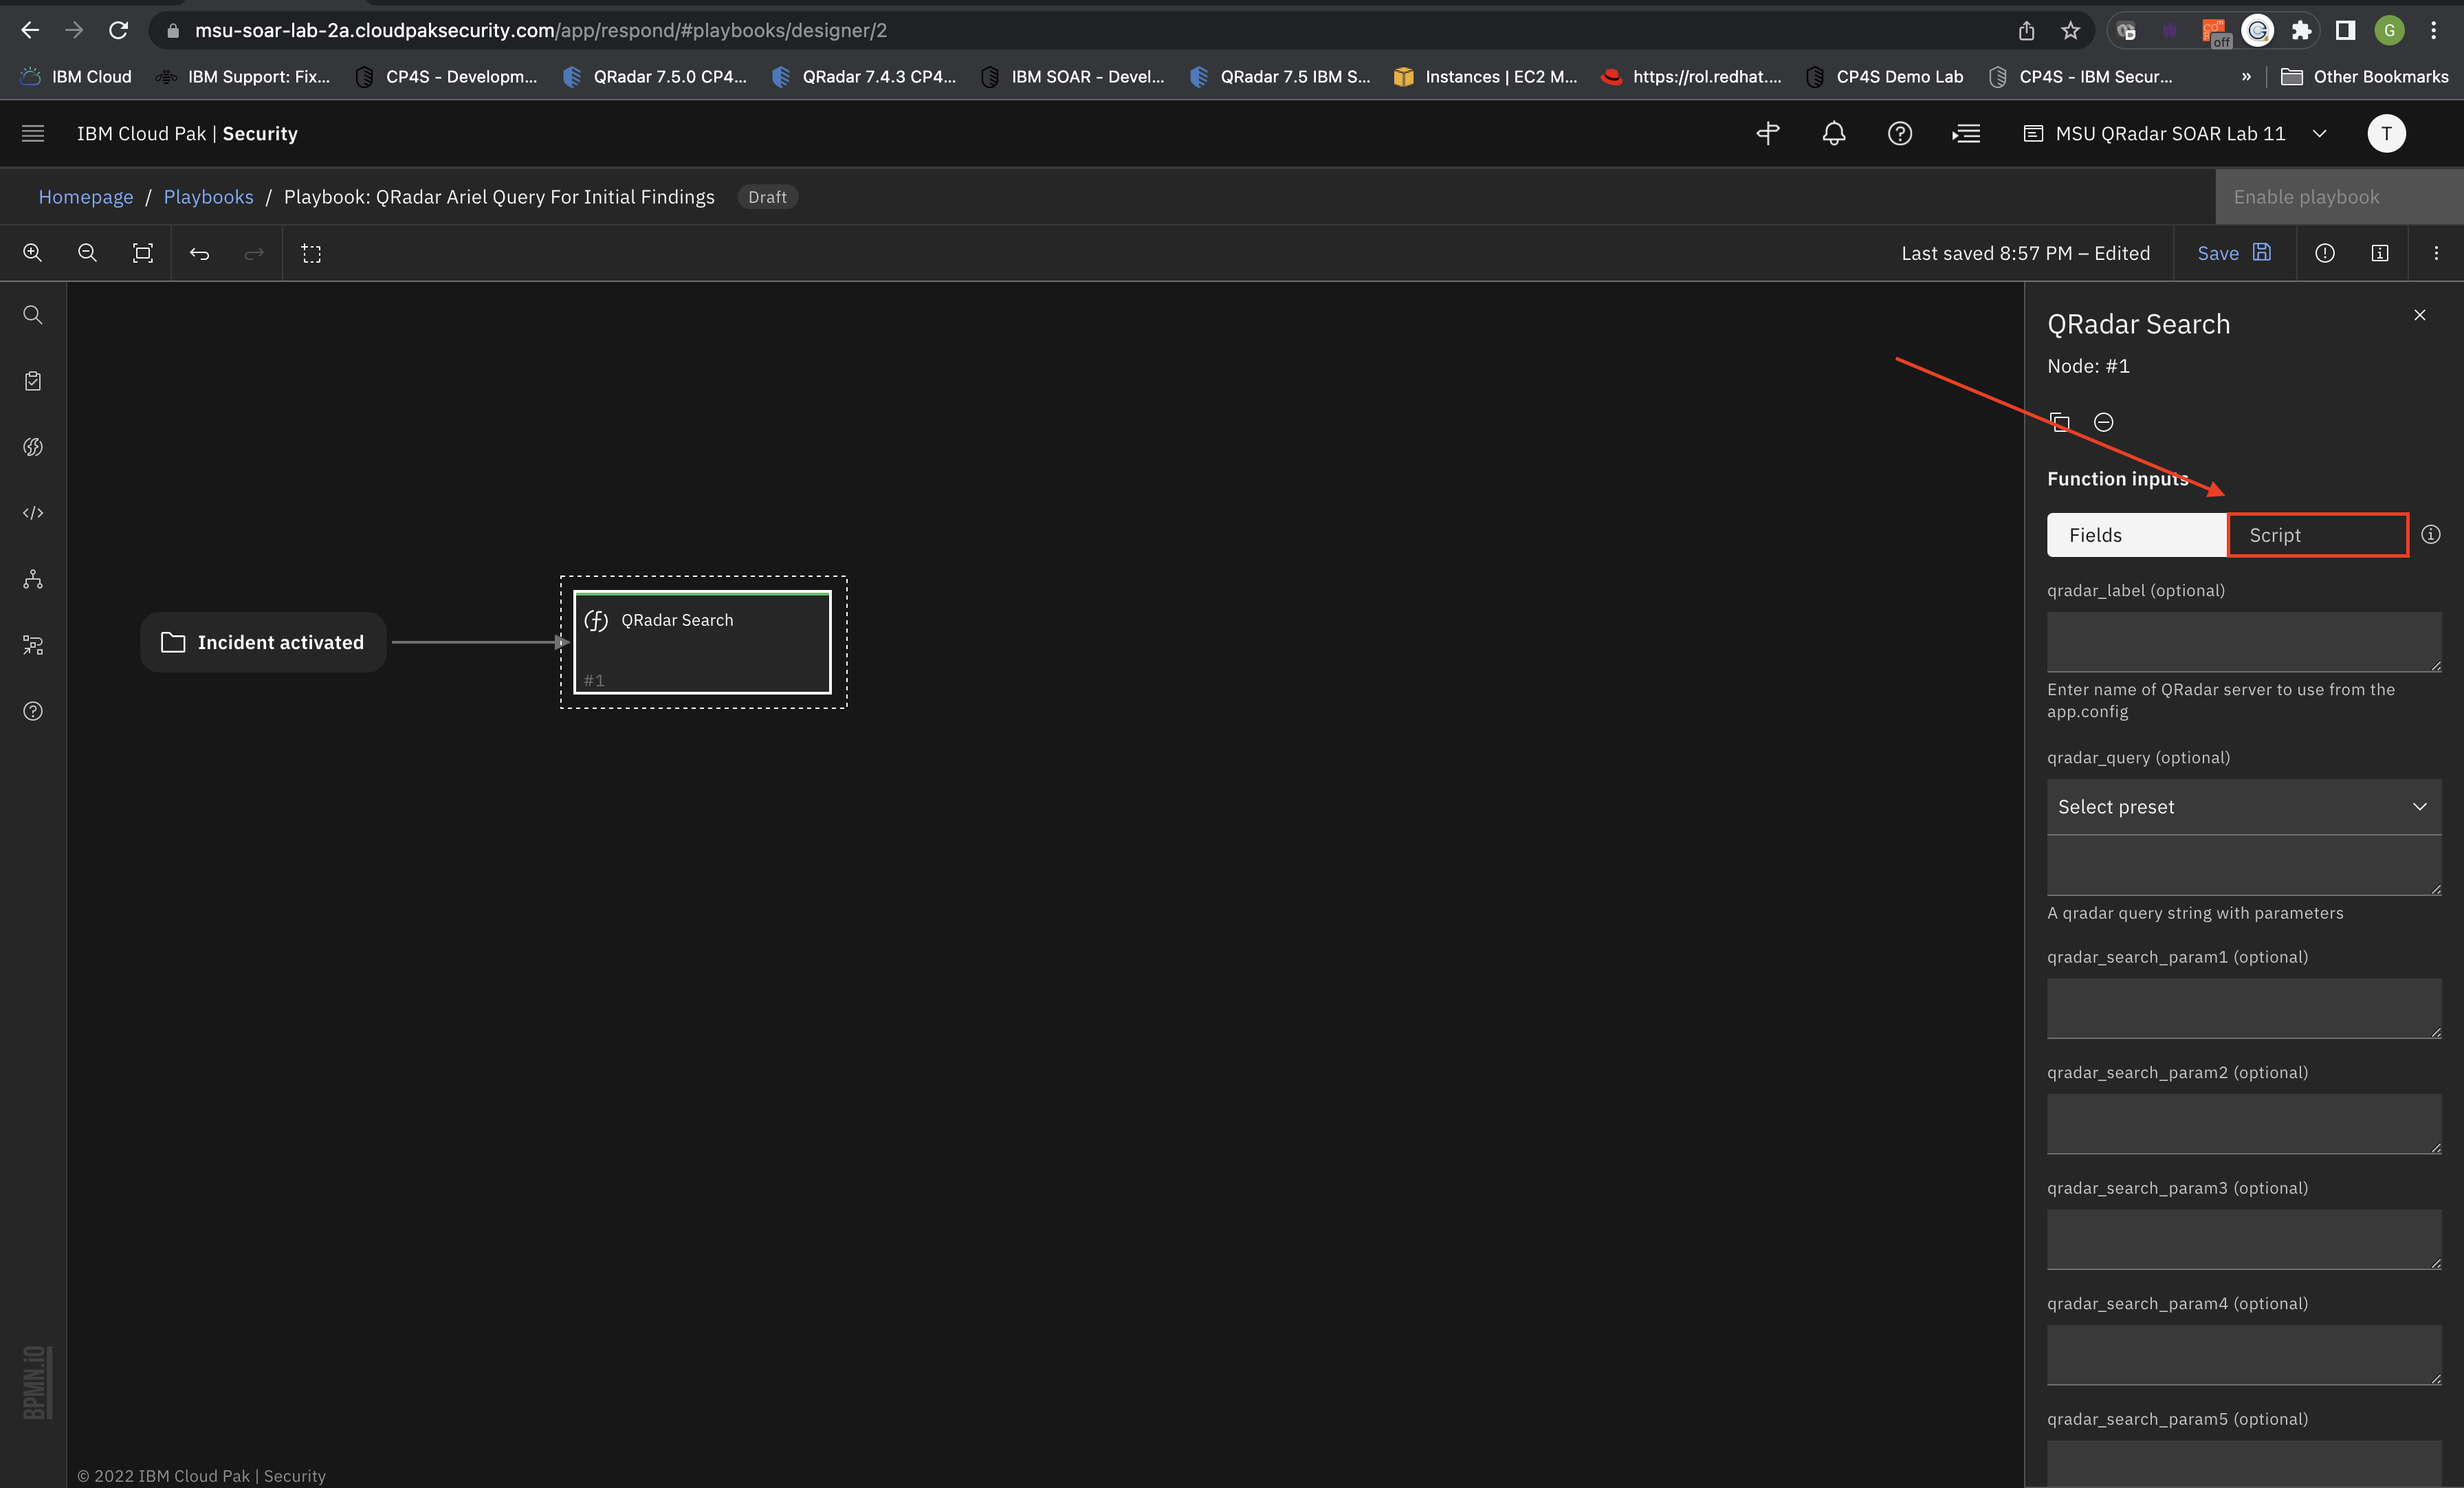 msu-soar-lab-2a.cloudpaksecurity.com/app/respond/#playbooks/designer/2
off
G
IBM Cloud
IBM Support: Fix...
CP4S - Developm...
QRadar 7.5.0 CP4...
QRadar 7.4.3 CP4...
IBM SOAR - Devel...
QRadar 7.5 IBM S...
Instances | EC2 M...
https://rol.redhat....
CP4S Demo Lab
CP4S - IBM Secur...
»
Other Bookmarks
IBM Cloud Pak | Security
MSU QRadar SOAR Lab 11
T
Homepage / Playbooks / Playbook: QRadar Ariel Query For Initial Findings
Draft
Enable playbook
Last saved 8:57 PM – Edited
Save
Incident activated
QRadar Search
#1
QRadar Search
Node: #1
Function inputs
Fields
Script
qradar_label (optional)
Enter name of QRadar server to use from the
app.config
qradar_query (optional)
Select preset
A qradar query string with parameters
qradar_search_param1 (optional)
qradar_search_param2 (optional)
qradar_search_param3 (optional)
qradar_search_param4 (optional)
qradar_search_param5 (optional)
BPMN.iO
© 2022 IBM Cloud Pak | Security